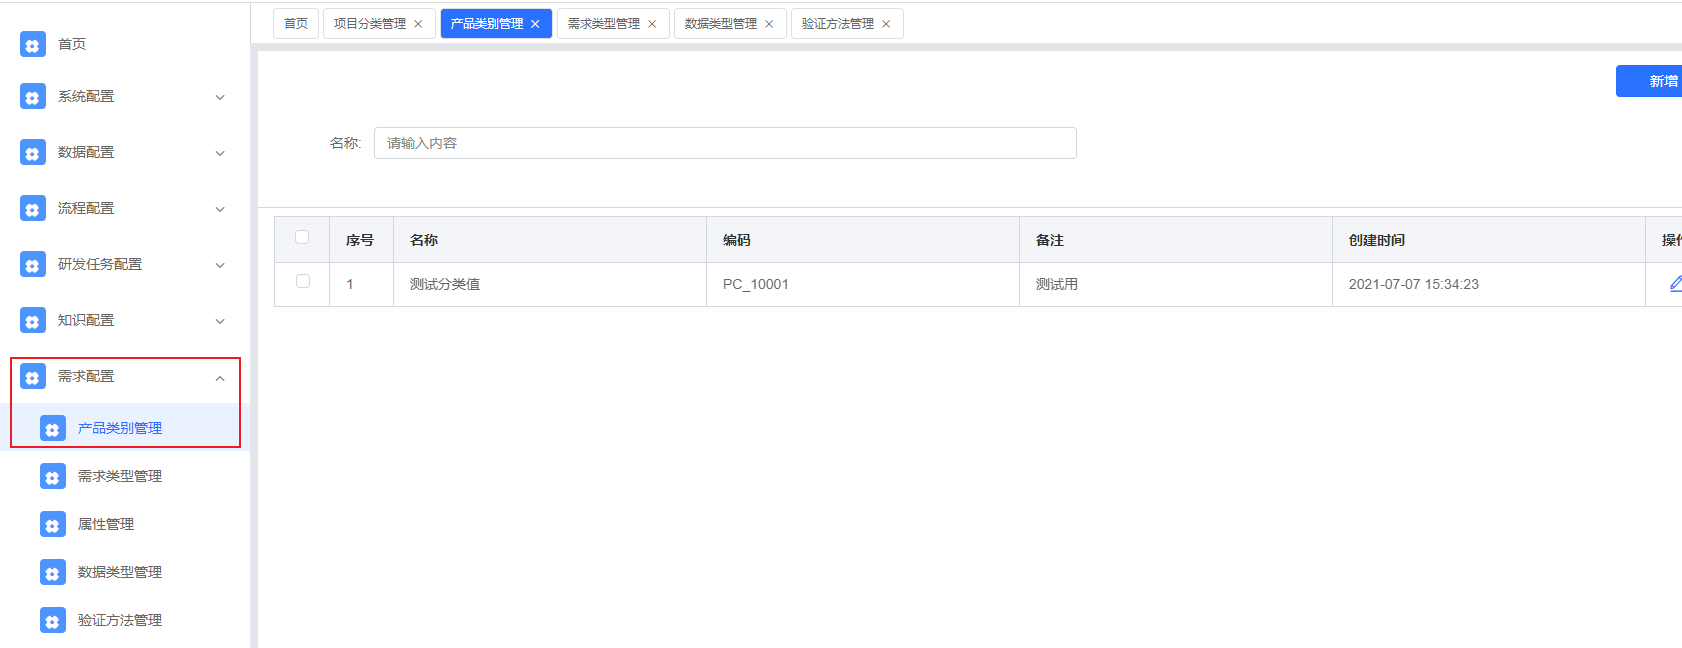 首页
系统配置
数据配置
流程配置
研发任务配置
知识配置
需求配置
产品类别管理
需求类型管理
属性管理
数据类型管理
验证方法管理
首页 项目分类管理 产品类别管理 需求类型管理 数据类型管理 验证方法管理
新增
名称: 请输入内容
序号 名称 编码 备注 创建时间 操作
1 测试分类值 PC_10001 测试用 2021-07-07 15:34:23